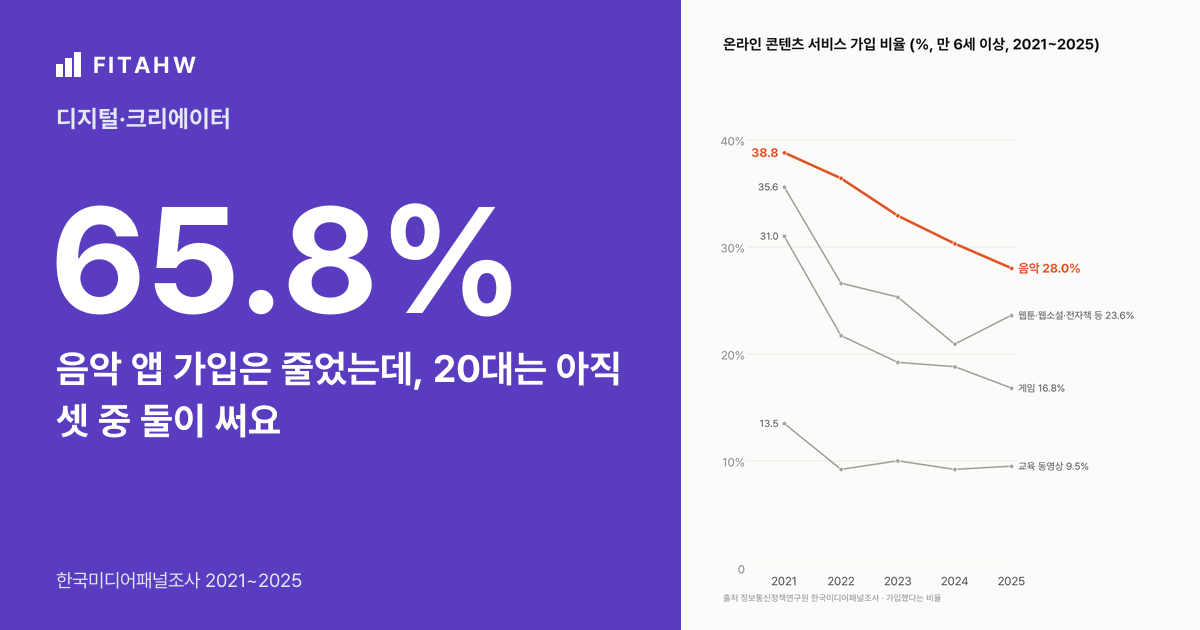 FITAHW
디지털·크리에이터
65.8%
음악 앱 가입은 줄었는데, 20대는 아직
셋 중 둘이 써요
한국미디어패널조사 2021~2025
온라인 콘텐츠 서비스 가입 비율 (%, 만 6세 이상, 2021~2025)
40%
38.8
35.6
31.0
30%
음악 28.0%
웹툰·웹소설·전자책 등 23.6%
20%
게임 16.8%
13.5
10%
교육 동영상 9.5%
0
2021 2022 2023 2024 2025
출처 정보통신정책연구원 한국미디어패널조사 · 가입했다는 비율